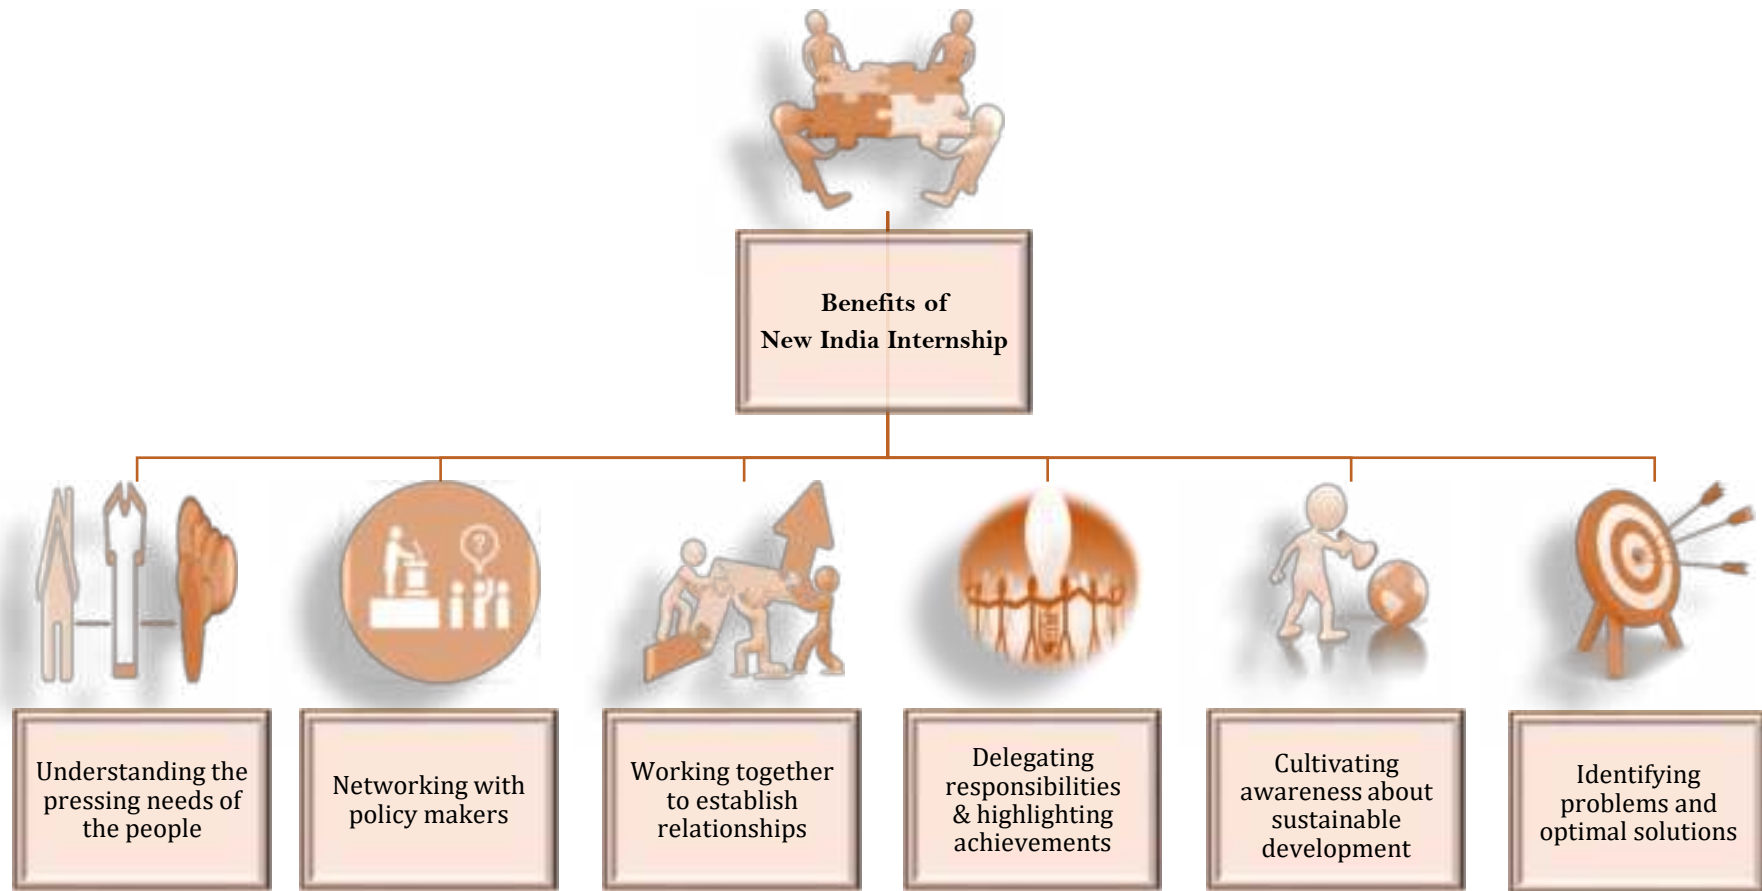 Benefits of
New India Internship
?
Understanding the
pressing needs of
the people
Networking with
policy makers
Working together
to establish
relationships
Delegating
responsibilities
& highlighting
achievements
Cultivating
awareness about
sustainable
development
Identifying
problems and
optimal solutions